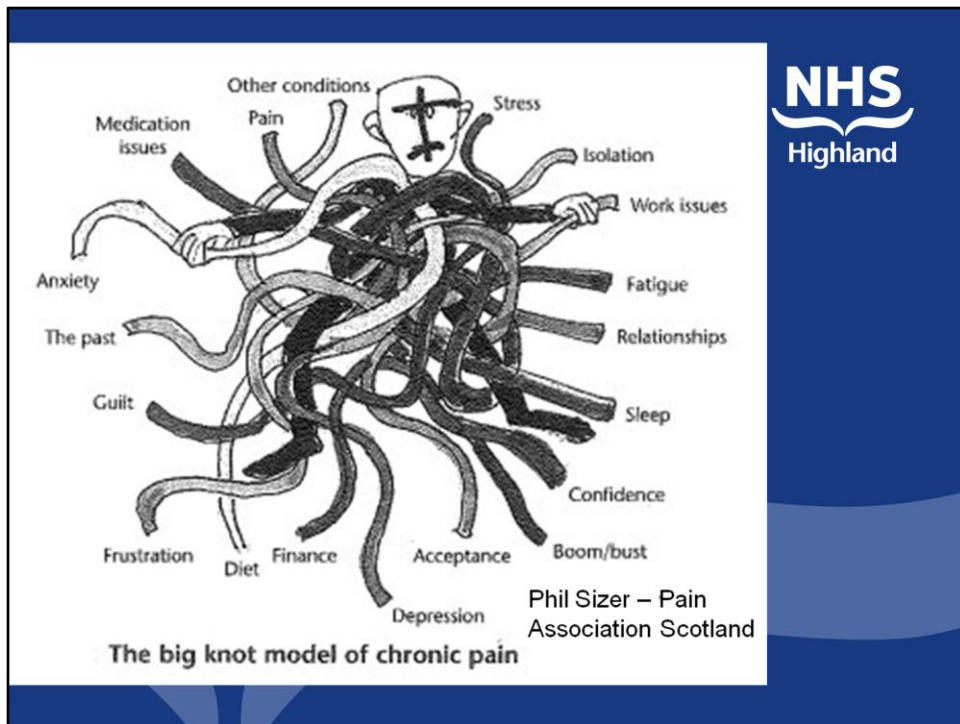 NHS
Highland
Other conditions
Pain
Stress
Medication
issues
Isolation
Work issues
Anxiety
Fatigue
The past
Relationships
Guilt
Sleep
Confidence
Frustration
Diet
Finance
Acceptance
Boom/bust
Depression
Phil Sizer – Pain
Association Scotland
The big knot model of chronic pain